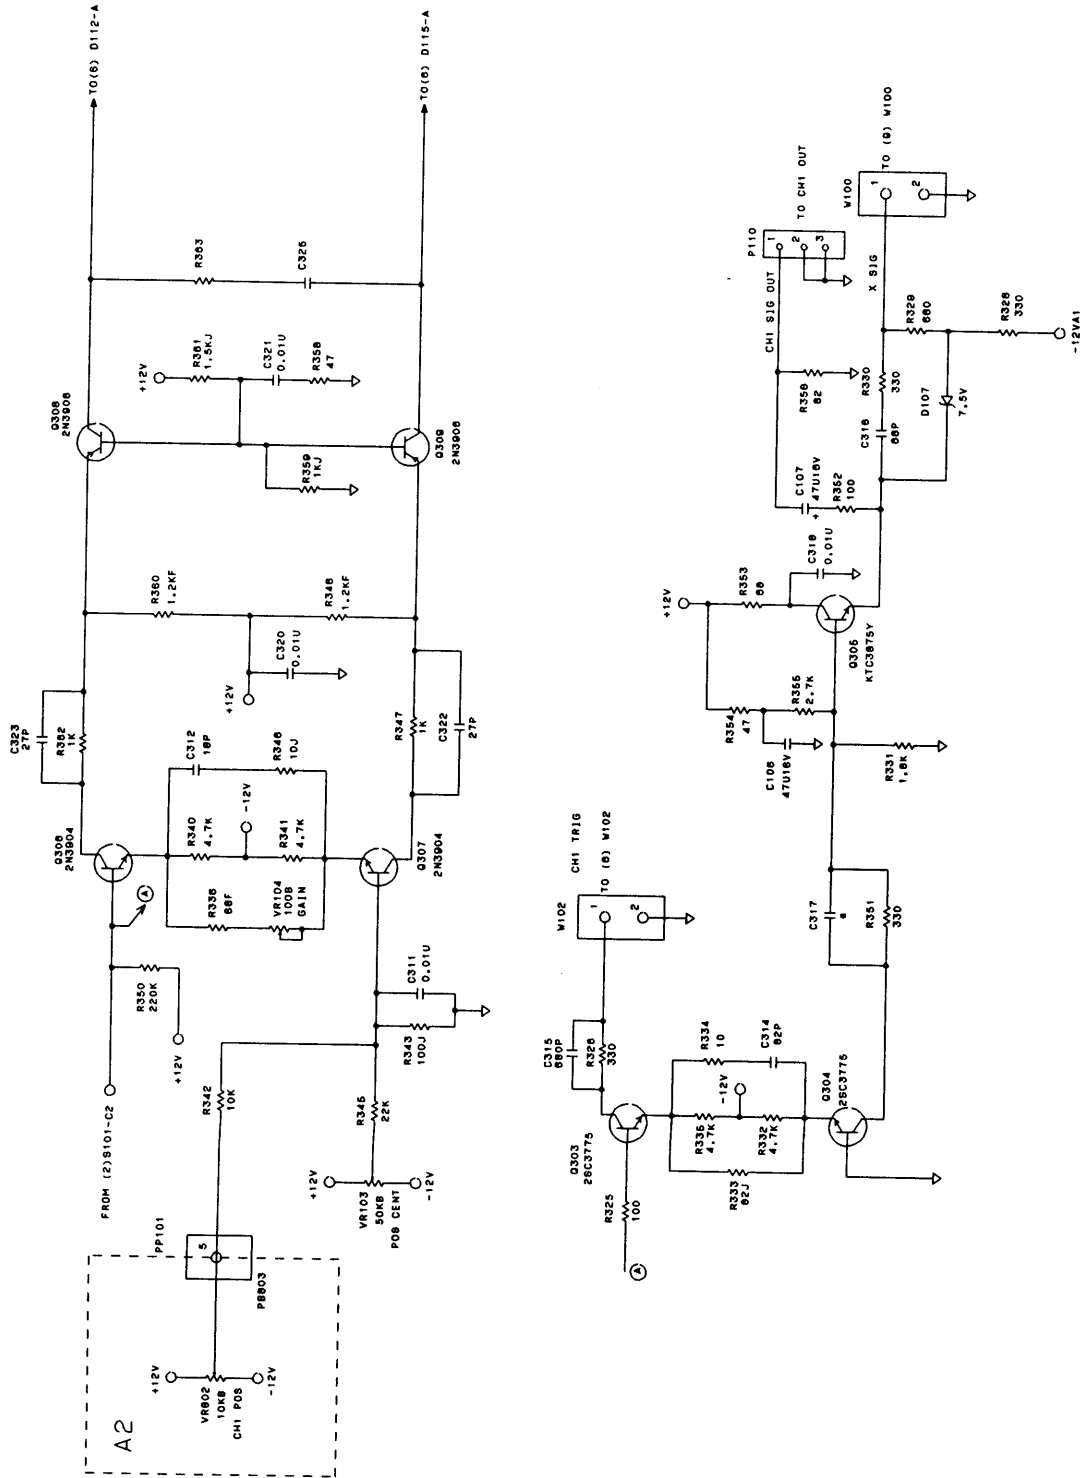 TO(6) D112-A
TO(6) D115-A
R363
C325
+12V
R361
1.5KJ
C321
0.01U
R358
47
Q308
2N3906
Q309
2N3906
R359
1KJ
R360
1.2KF
R348
1.2KF
C320
0.01U
+12V
C323
27P
R362
1K
R347
1K
C322
27P
C312
18P
R346
10J
R340
4.7K
-12V
R341
4.7K
R336
68F
VR104
100B
GAIN
Q306
2N3904
Q307
2N3904
A
R350
220K
+12V
C311
0.01U
R343
100J
FROM (2)S101-C2
R342
10K
R345
22K
+12V
VR103
50KB
POS CENT
-12V
PP101
5
PB803
+12V
VR802
10KB
CH1 POS
-12V
A2
TO (9) W100
W100
1
2
TO CH1 OUT
P110
1
2
3
CH1 SIG OUT
X SIG
R329
680
R328
330
-12VA1
R358
82
R330
330
C316
68P
D107
7.5V
C107
47U16V
+
R352
100
C318
0.01U
R353
68
+12V
Q305
KTC3875Y
R354
47
R355
2.7K
C106
47U16V
R331
1.8K
CH1 TRIG
TO (8) W102
W102
1
2
C317
*
R351
330
C315
680P
R326
330
R334
10
C314
82P
-12V
R335
4.7K
R332
4.7K
R333
82J
Q303
2SC3775
Q304
2SC3775
R325
100
A